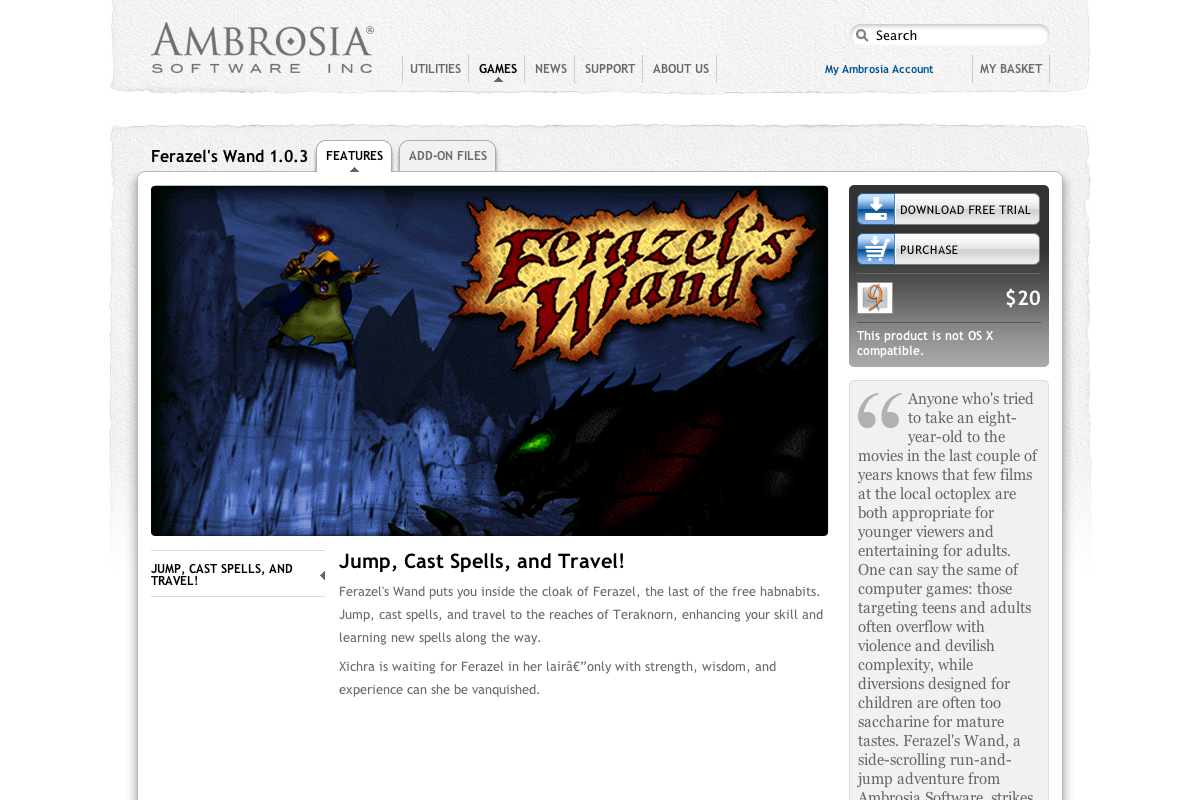 AMBROSIA®
SOFTWARE INC
UTILITIES
GAMES
NEWS
SUPPORT
ABOUT US
Search
My Ambrosia Account
MY BASKET
Ferazel's Wand 1.0.3
FEATURES
ADD-ON FILES
Ferazel's
Wand
DOWNLOAD FREE TRIAL
PURCHASE
9
$20
This product is not OS X
compatible.
JUMP, CAST SPELLS, AND
TRAVEL!
Jump, Cast Spells, and Travel!
Ferazel's Wand puts you inside the cloak of Ferazel, the last of the free habnabits.
Jump, cast spells, and travel to the reaches of Teraknorn, enhancing your skill and
learning new spells along the way.
Xichra is waiting for Ferazel in her lairâ€”only with strength, wisdom, and
experience can she be vanquished.
“ Anyone who's tried
to take an eight-
year-old to the
movies in the last couple of
years knows that few films
at the local octoplex are
both appropriate for
younger viewers and
entertaining for adults.
One can say the same of
computer games: those
targeting teens and adults
often overflow with
violence and devilish
complexity, while
diversions designed for
children are often too
saccharine for mature
tastes. Ferazel's Wand, a
side-scrolling run-and-
jump adventure from
Ambrosia Software, strikes